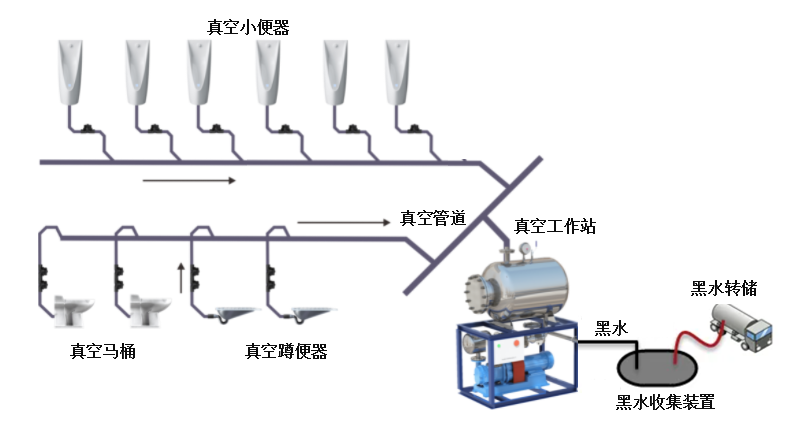 真空小便器
真空管道
真空工作站
黑水转储
黑水
真空马桶
真空蹲便器
黑水收集装置